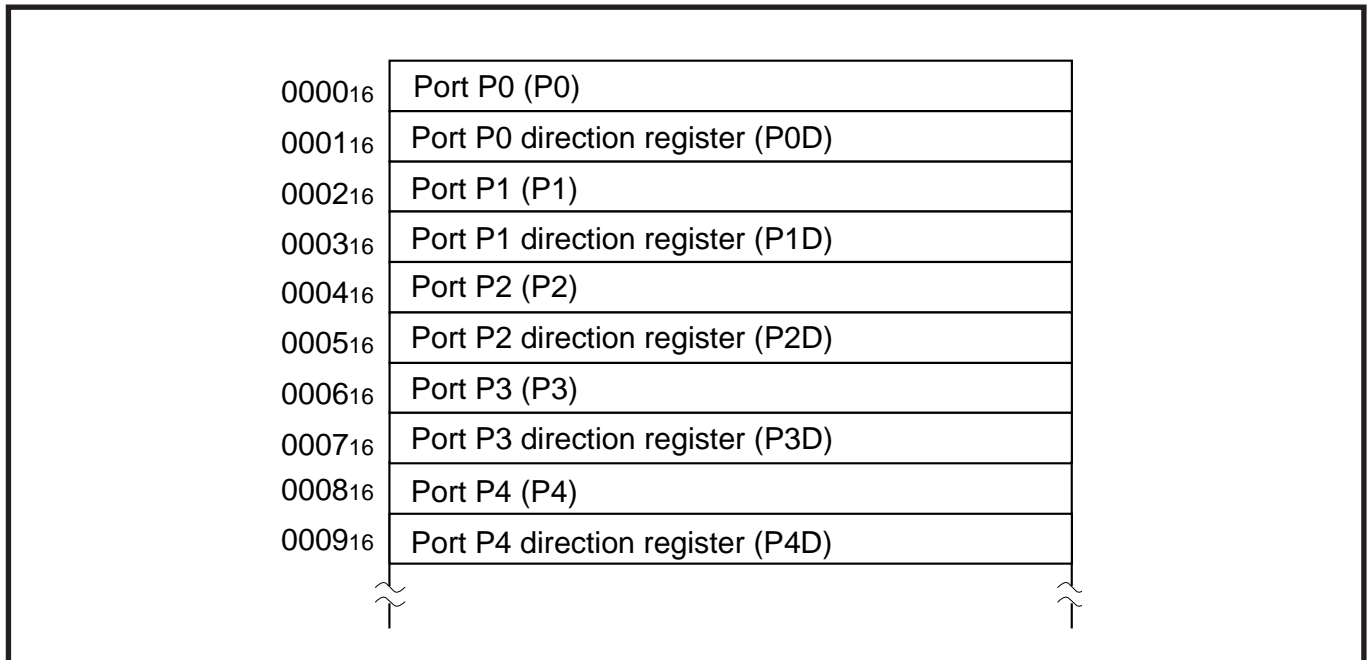 0000₁₆ Port P0 (P0)
0001₁₆ Port P0 direction register (P0D)
0002₁₆ Port P1 (P1)
0003₁₆ Port P1 direction register (P1D)
0004₁₆ Port P2 (P2)
0005₁₆ Port P2 direction register (P2D)
0006₁₆ Port P3 (P3)
0007₁₆ Port P3 direction register (P3D)
0008₁₆ Port P4 (P4)
0009₁₆ Port P4 direction register (P4D)